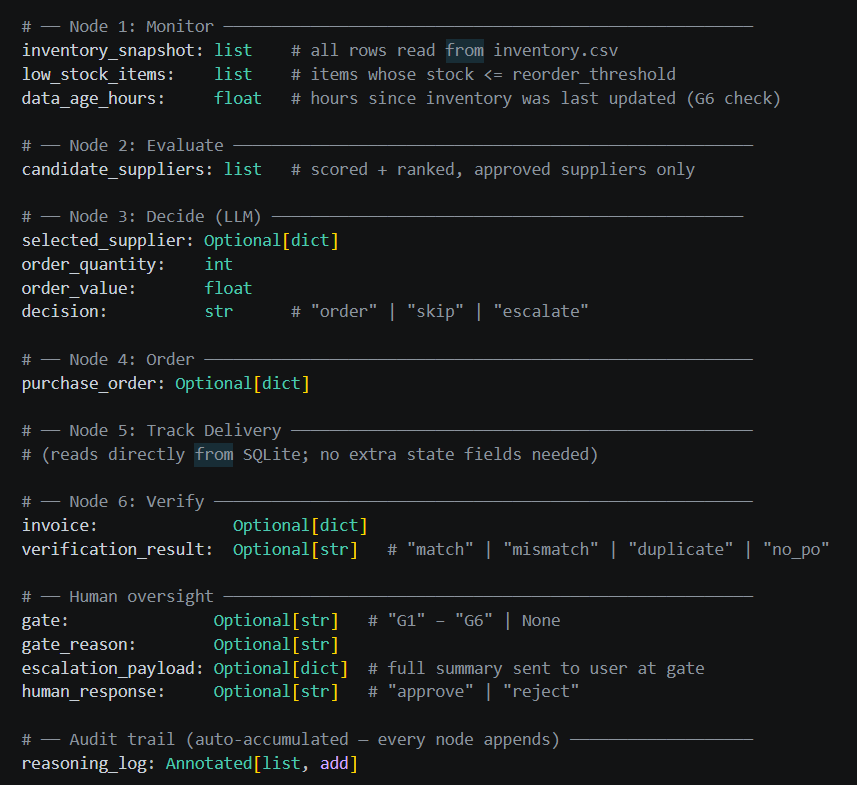 # —— Node 1: Monitor ————————————————————————————
inventory_snapshot: list    # all rows read from inventory.csv
low_stock_items:    list    # items whose stock <= reorder_threshold
data_age_hours:     float   # hours since inventory was last updated (G6 check)
# —— Node 2: Evaluate ————————————————————————————
candidate_suppliers: list   # scored + ranked, approved suppliers only
# —— Node 3: Decide (LLM) ————————————————————————————
selected_supplier: Optional[dict]
order_quantity:    int
order_value:       float
decision:          str      # "order" | "skip" | "escalate"
# —— Node 4: Order ————————————————————————————
purchase_order: Optional[dict]
# —— Node 5: Track Delivery ————————————————————————————
# (reads directly from SQLite; no extra state fields needed)
# —— Node 6: Verify ————————————————————————————
invoice:              Optional[dict]
verification_result:  Optional[str]   # "match" | "mismatch" | "duplicate" | "no_po"
# —— Human oversight ————————————————————————————
gate:               Optional[str]   # "G1" – "G6" | None
gate_reason:        Optional[str]
escalation_payload: Optional[dict]  # full summary sent to user at gate
human_response:     Optional[str]   # "approve" | "reject"
# —— Audit trail (auto-accumulated — every node appends) ————————————
reasoning_log: Annotated[list, add]